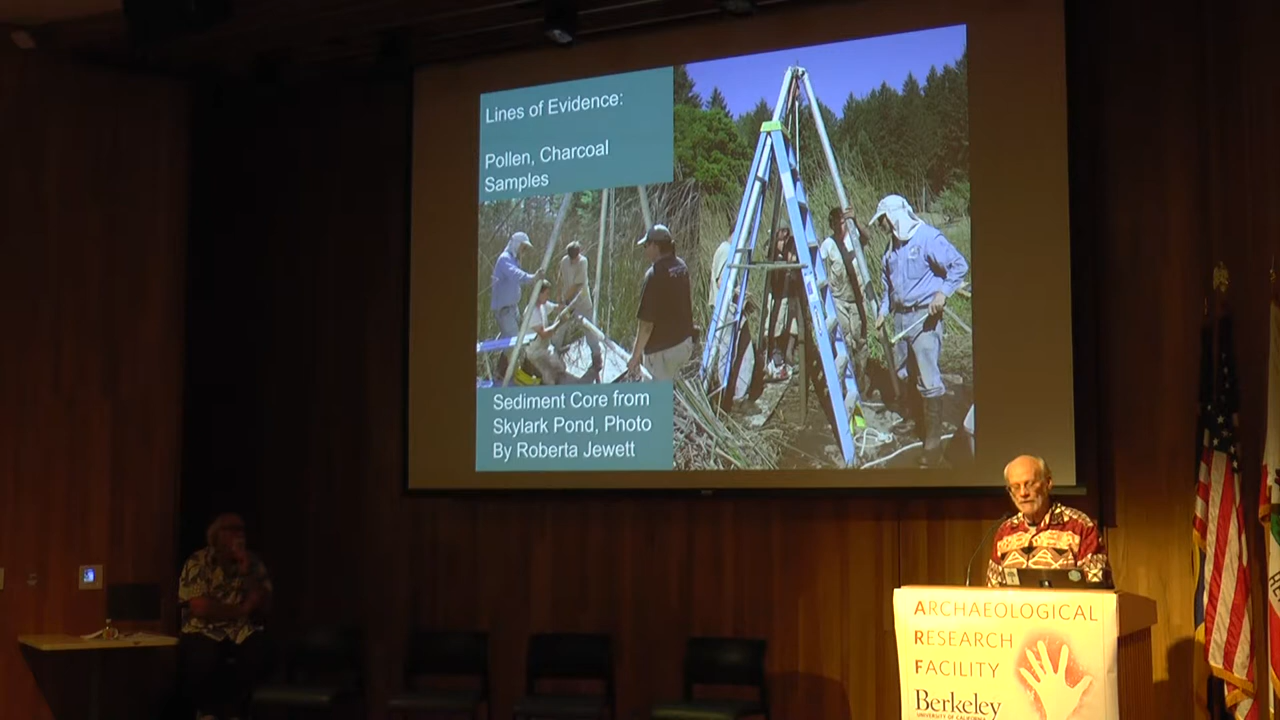 Lines of Evidence:
Pollen, Charcoal
Samples
Sediment Core from
Skylark Pond, Photo
By Roberta Jewett
ARCHAEOLOGICAL
RESEARCH
FACILITY
Berkeley
UNIVERSITY OF CALIFORNIA